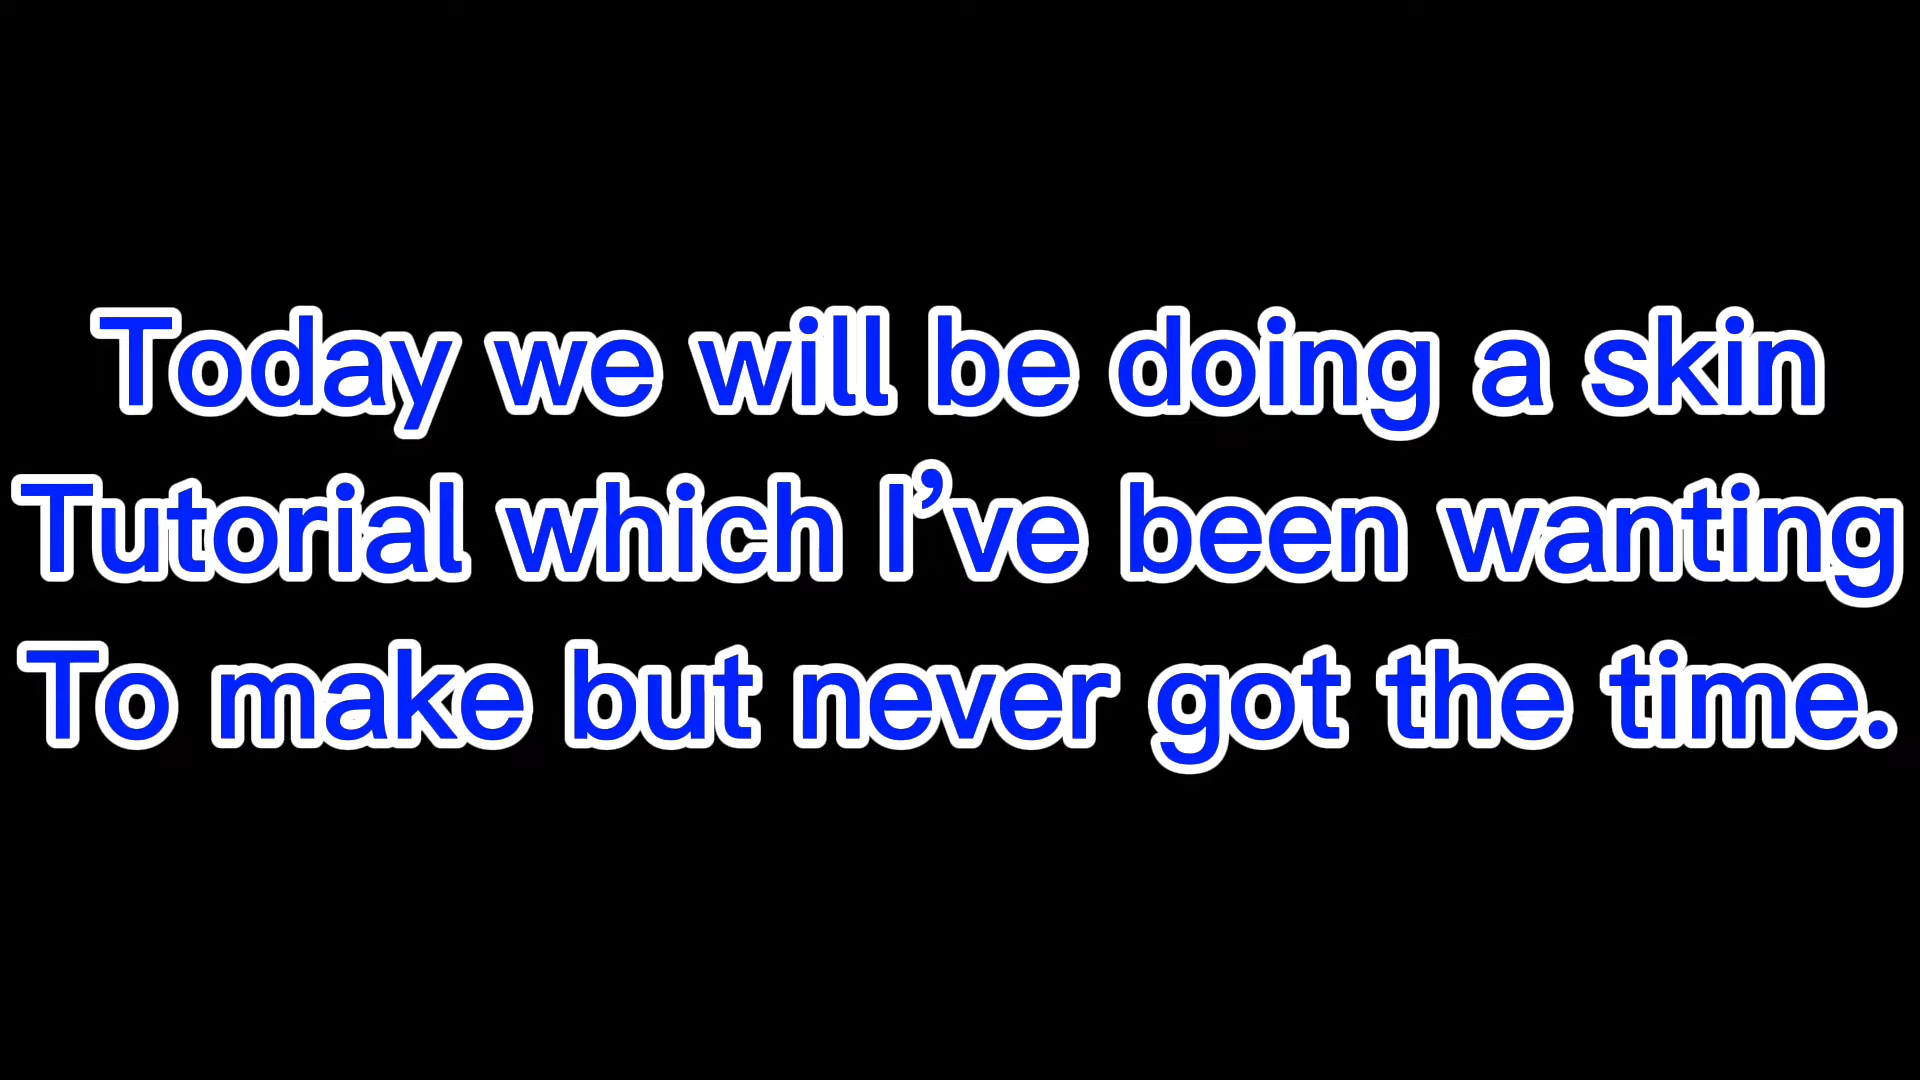 Today we will be doing a skin
Tutorial which I’ve been wanting
To make but never got the time.